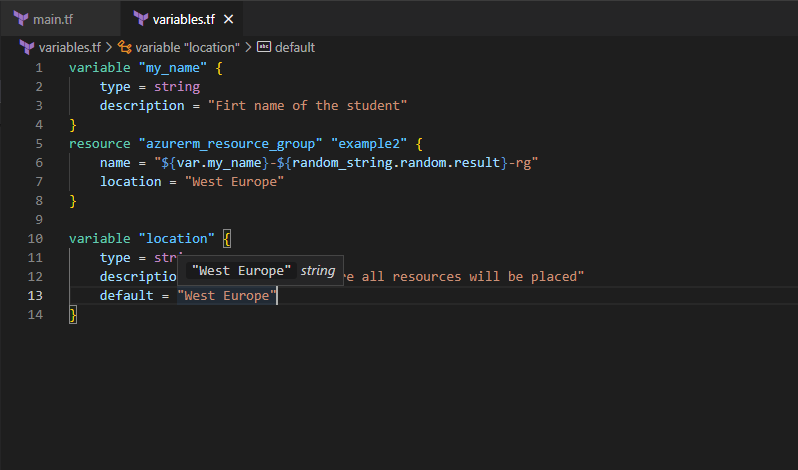 main.tf variables.tf
variables.tf > variable "location" > abc default
1 variable "my_name" {
2 type = string
3 description = "Firt name of the student"
4 }
5 resource "azurerm_resource_group" "example2" {
6 name = "${var.my_name}-${random_string.random.result}-rg"
7 location = "West Europe"
8 }
9
10 variable "location" {
11 type = stri
"West Europe" string
12 description all resources will be placed"
13 default = "West Europe"
14 }